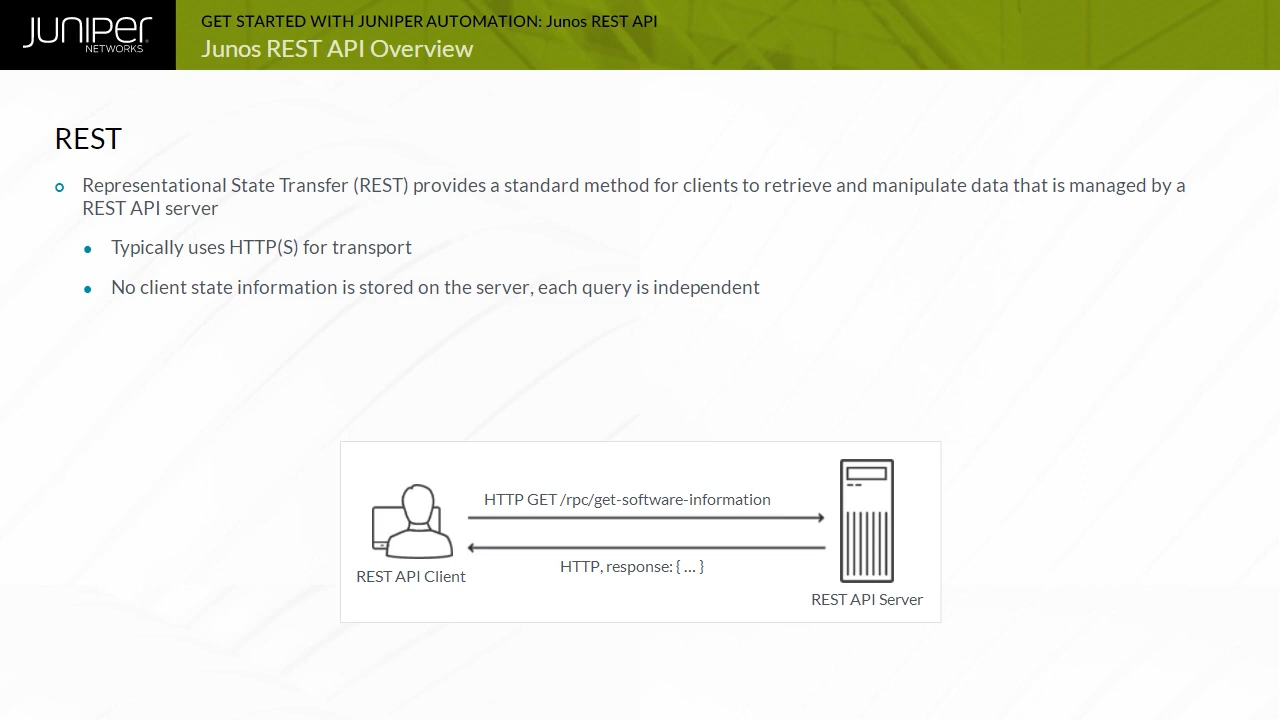 JUNIPER
NETWORKS
GET STARTED WITH JUNIPER AUTOMATION: Junos REST API
Junos REST API Overview
REST
Representational State Transfer (REST) provides a standard method for clients to retrieve and manipulate data that is managed by a
REST API server
Typically uses HTTP(S) for transport
No client state information is stored on the server, each query is independent
HTTP GET /rpc/get-software-information
HTTP, response: { ... }
REST API Client
REST API Server